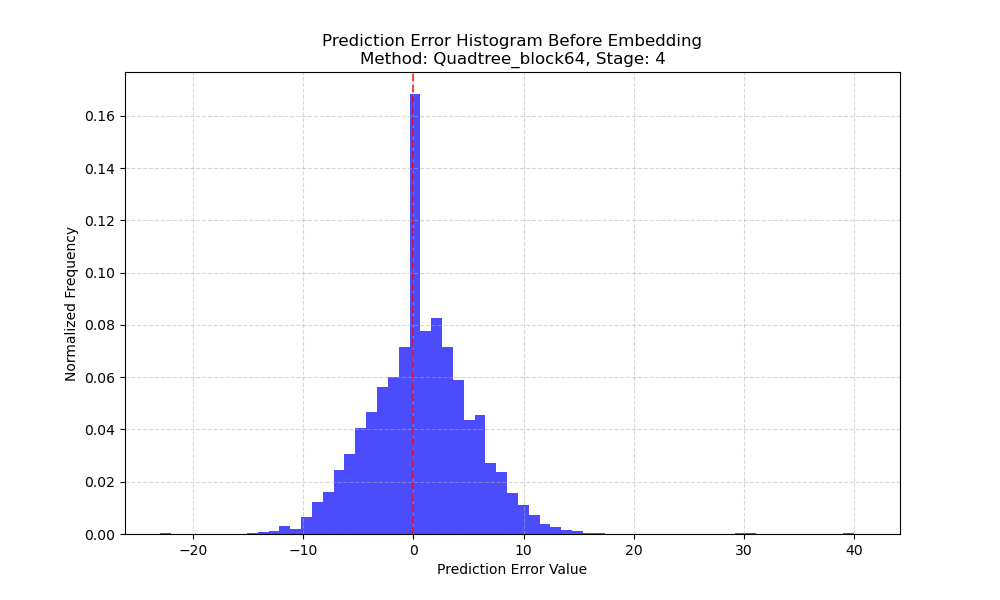 Prediction Error Histogram Before Embedding
Method: Quadtree_block64, Stage: 4
Normalized Frequency
0.16
0.14
0.12
0.10
0.08
0.06
0.04
0.02
0.00
−20 −10 0 10 20 30 40
Prediction Error Value